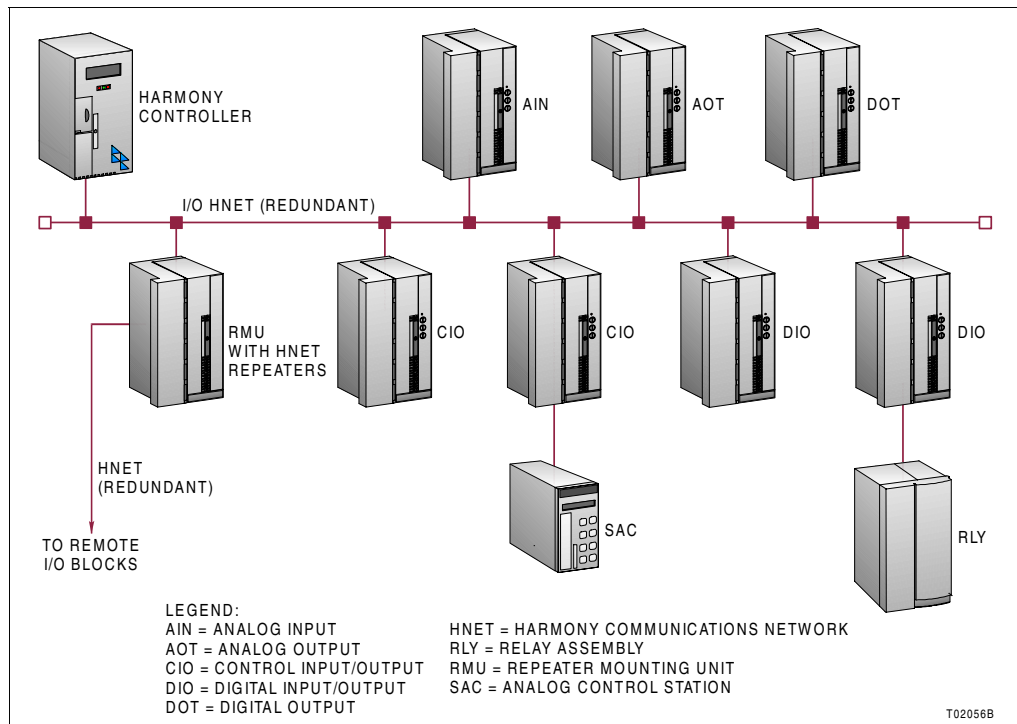 HARMONY
CONTROLLER
AIN
AOT
DOT
I/O HNET (REDUNDANT)
RMU
WITH HNET
REPEATERS
CIO
CIO
DIO
DIO
HNET
(REDUNDANT)
TO REMOTE
I/O BLOCKS
SAC
RLY
LEGEND:
AIN = ANALOG INPUT
AOT = ANALOG OUTPUT
CIO = CONTROL INPUT/OUTPUT
DIO = DIGITAL INPUT/OUTPUT
DOT = DIGITAL OUTPUT
HNET = HARMONY COMMUNICATIONS NETWORK
RLY = RELAY ASSEMBLY
RMU = REPEATER MOUNTING UNIT
SAC = ANALOG CONTROL STATION
T02056B